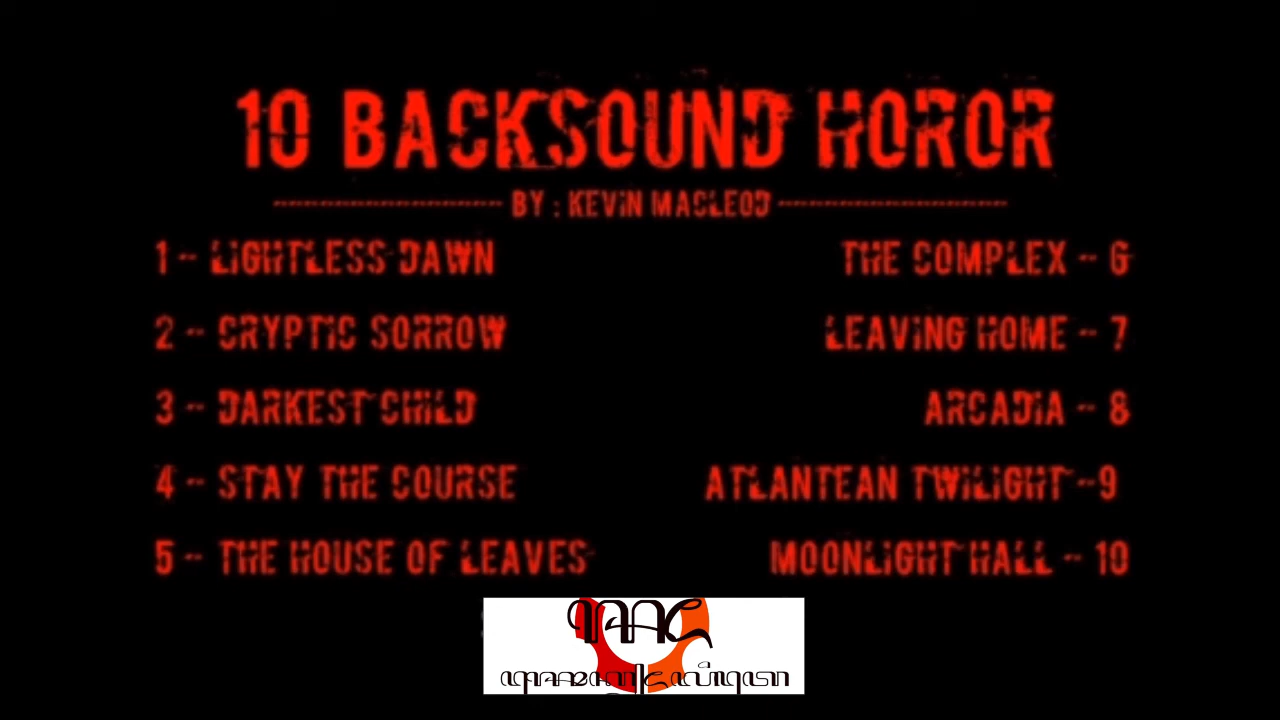 10 BACKSOUND HOROR
BY : KEVIN MACLEOD
1 -- LIGHTLESS DAWN
2 -- CRYPTIC SORROW
3 -- DARKEST CHILD
4 -- STAY THE COURSE
5 -- THE HOUSE OF LEAVES
THE COMPLEX -- 6
LEAVING HOME -- 7
ARCADIA -- 8
ATLANTEAN TWILIGHT --9
MOONLIGHT HALL -- 10